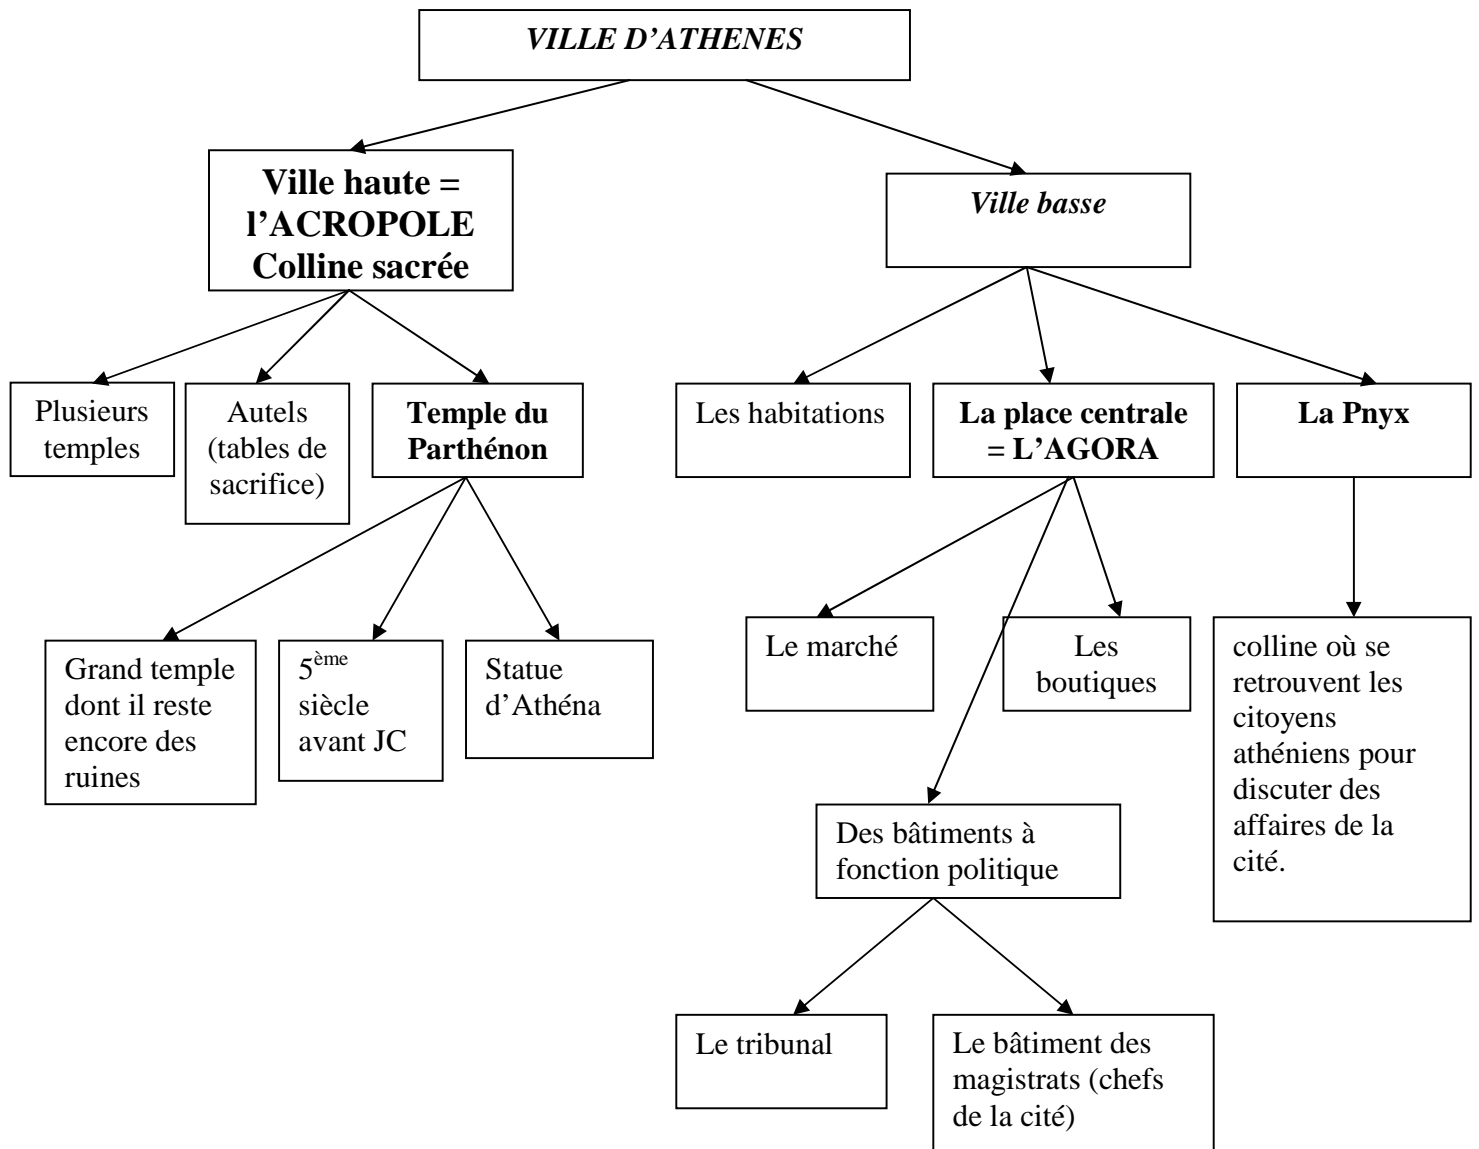 VILLE D’ATHENES
Ville haute =
l’ACROPOLE
Colline sacrée
Ville basse
Plusieurs
temples
Autels
(tables de
sacrifice)
Temple du
Parthénon
Les habitations
La place centrale
= L’AGORA
La Pnyx
Grand temple
dont il reste
encore des
ruines
5ème
siècle
avant JC
Statue
d’Athéna
Le marché
Les
boutiques
colline où se
retrouvent les
citoyens
athéniens pour
discuter des
affaires de la
cité.
Des bâtiments à
fonction politique
Le tribunal
Le bâtiment des
magistrats (chefs
de la cité)